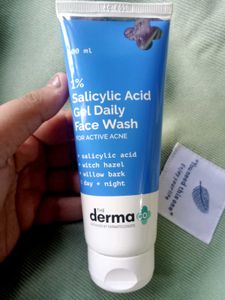 100 ml
1%
Salicylic Acid
Gel Daily
Face Wash
FOR ACTIVE ACNE
+ salicylic acid
+ witch hazel
+ willow bark
+ day + night
THE
derma co